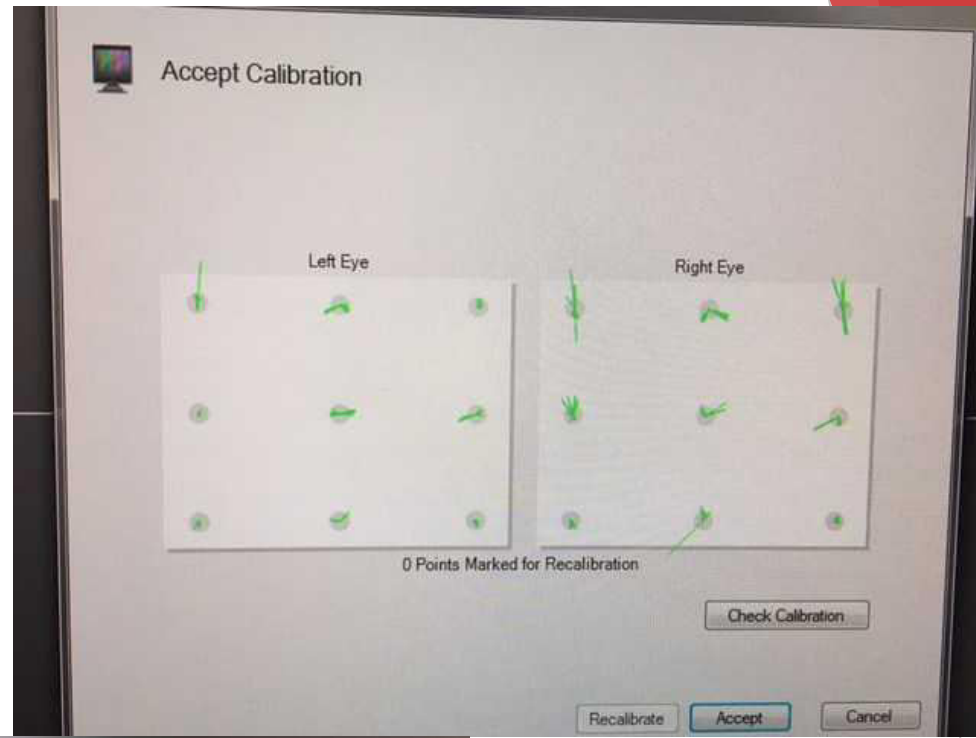 Accept Calibration
Left Eye
Right Eye
0 Points Marked for Recalibration
Check Calibration
Recalibrate
Accept
Cancel